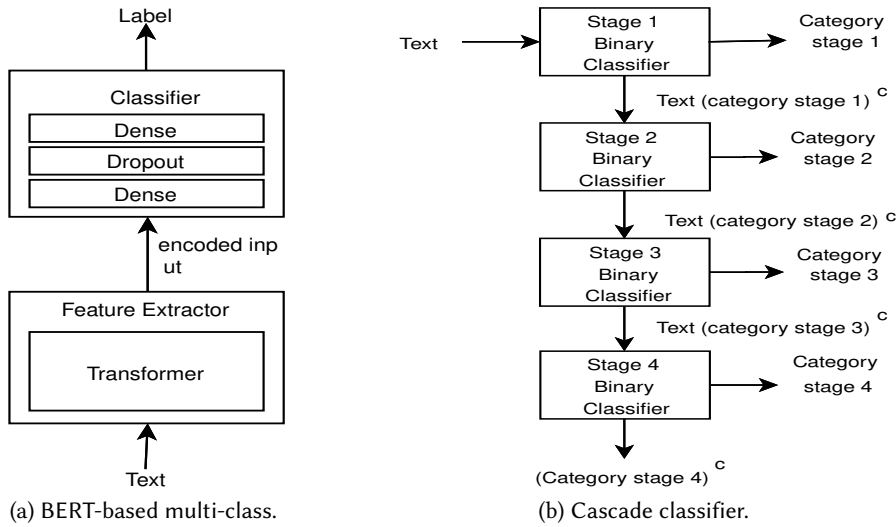 Label
Classifier
Dense
Dropout
Dense
encoded inp
ut
Feature Extractor
Transformer
Text
(a) BERT-based multi-class.
Text
Stage 1
Binary
Classifier
Category
stage 1
Text (category stage 1) c
Stage 2
Binary
Classifier
Category
stage 2
Text (category stage 2) c
Stage 3
Binary
Classifier
Category
stage 3
Text (category stage 3) c
Stage 4
Binary
Classifier
Category
stage 4
(Category stage 4) c
(b) Cascade classifier.